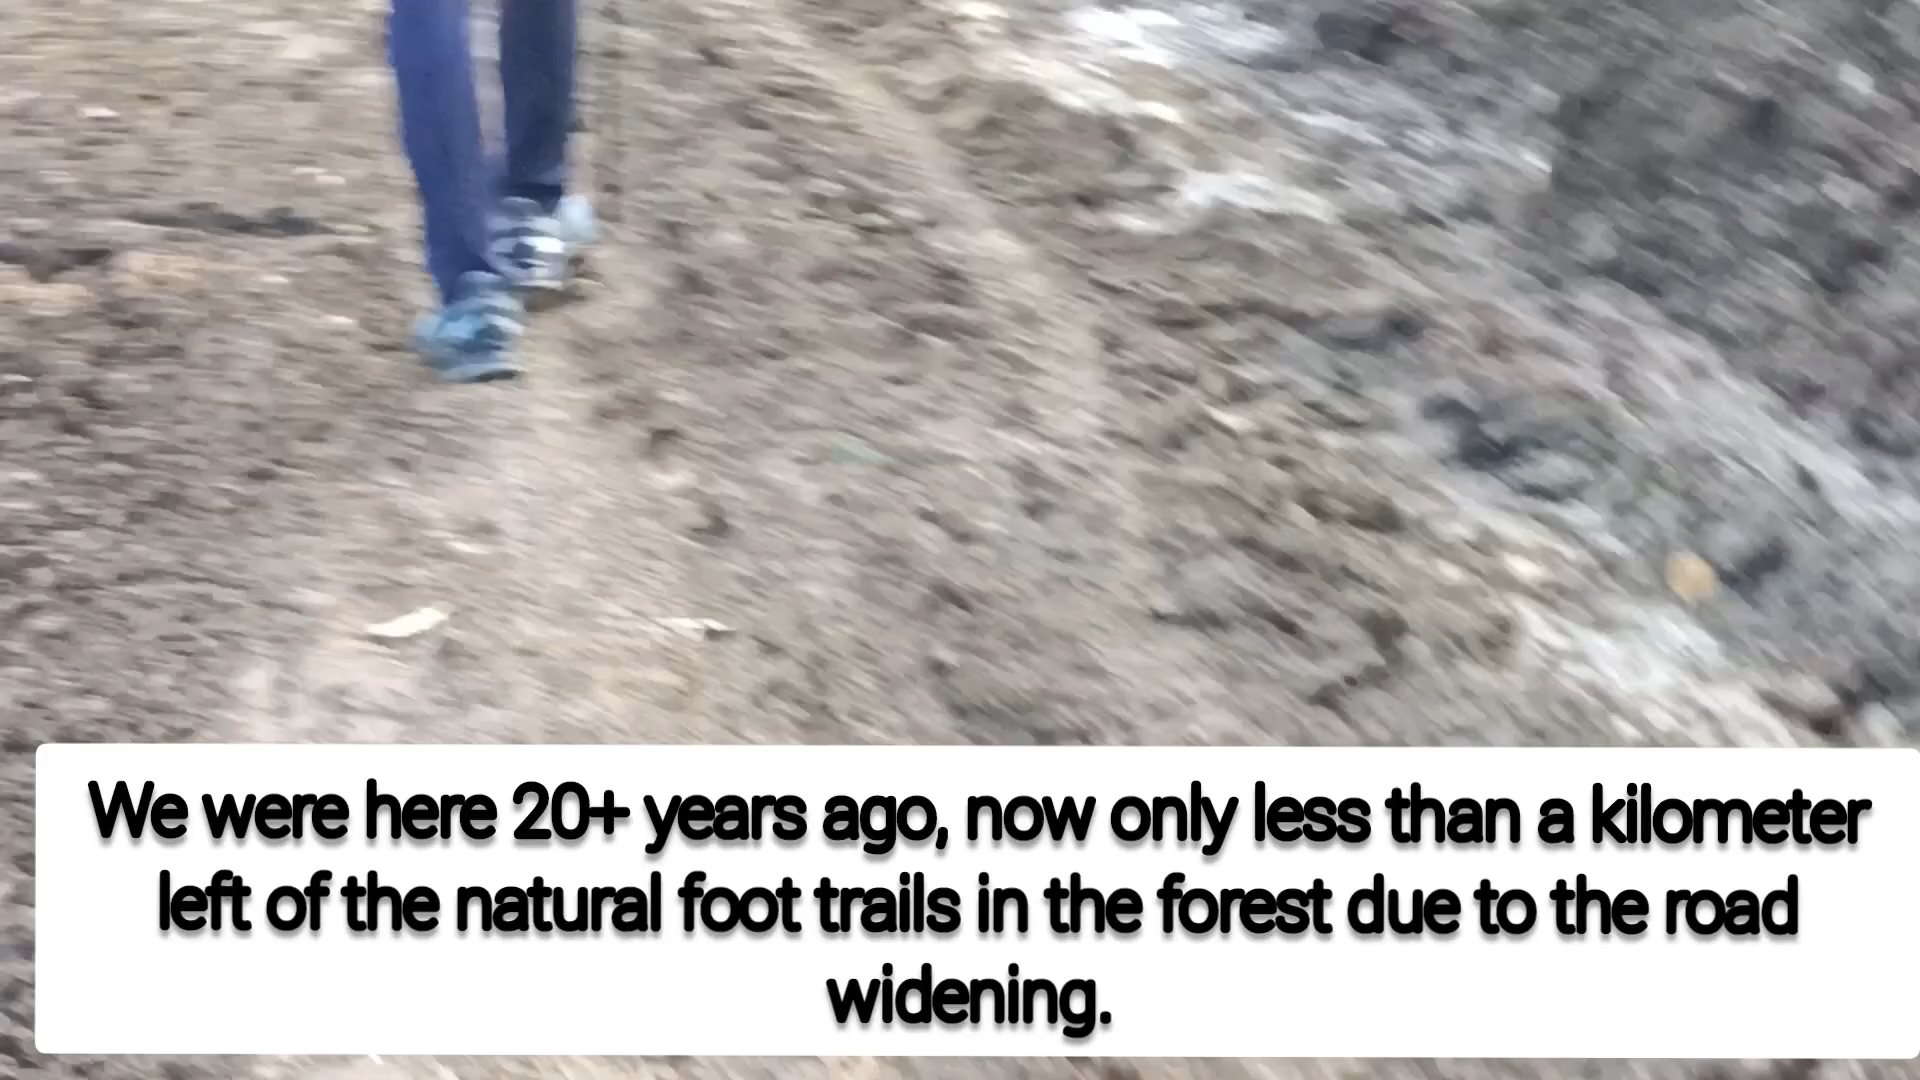 We were here 20+ years ago, now only less than a kilometer
left of the natural foot trails in the forest due to the road
widening.